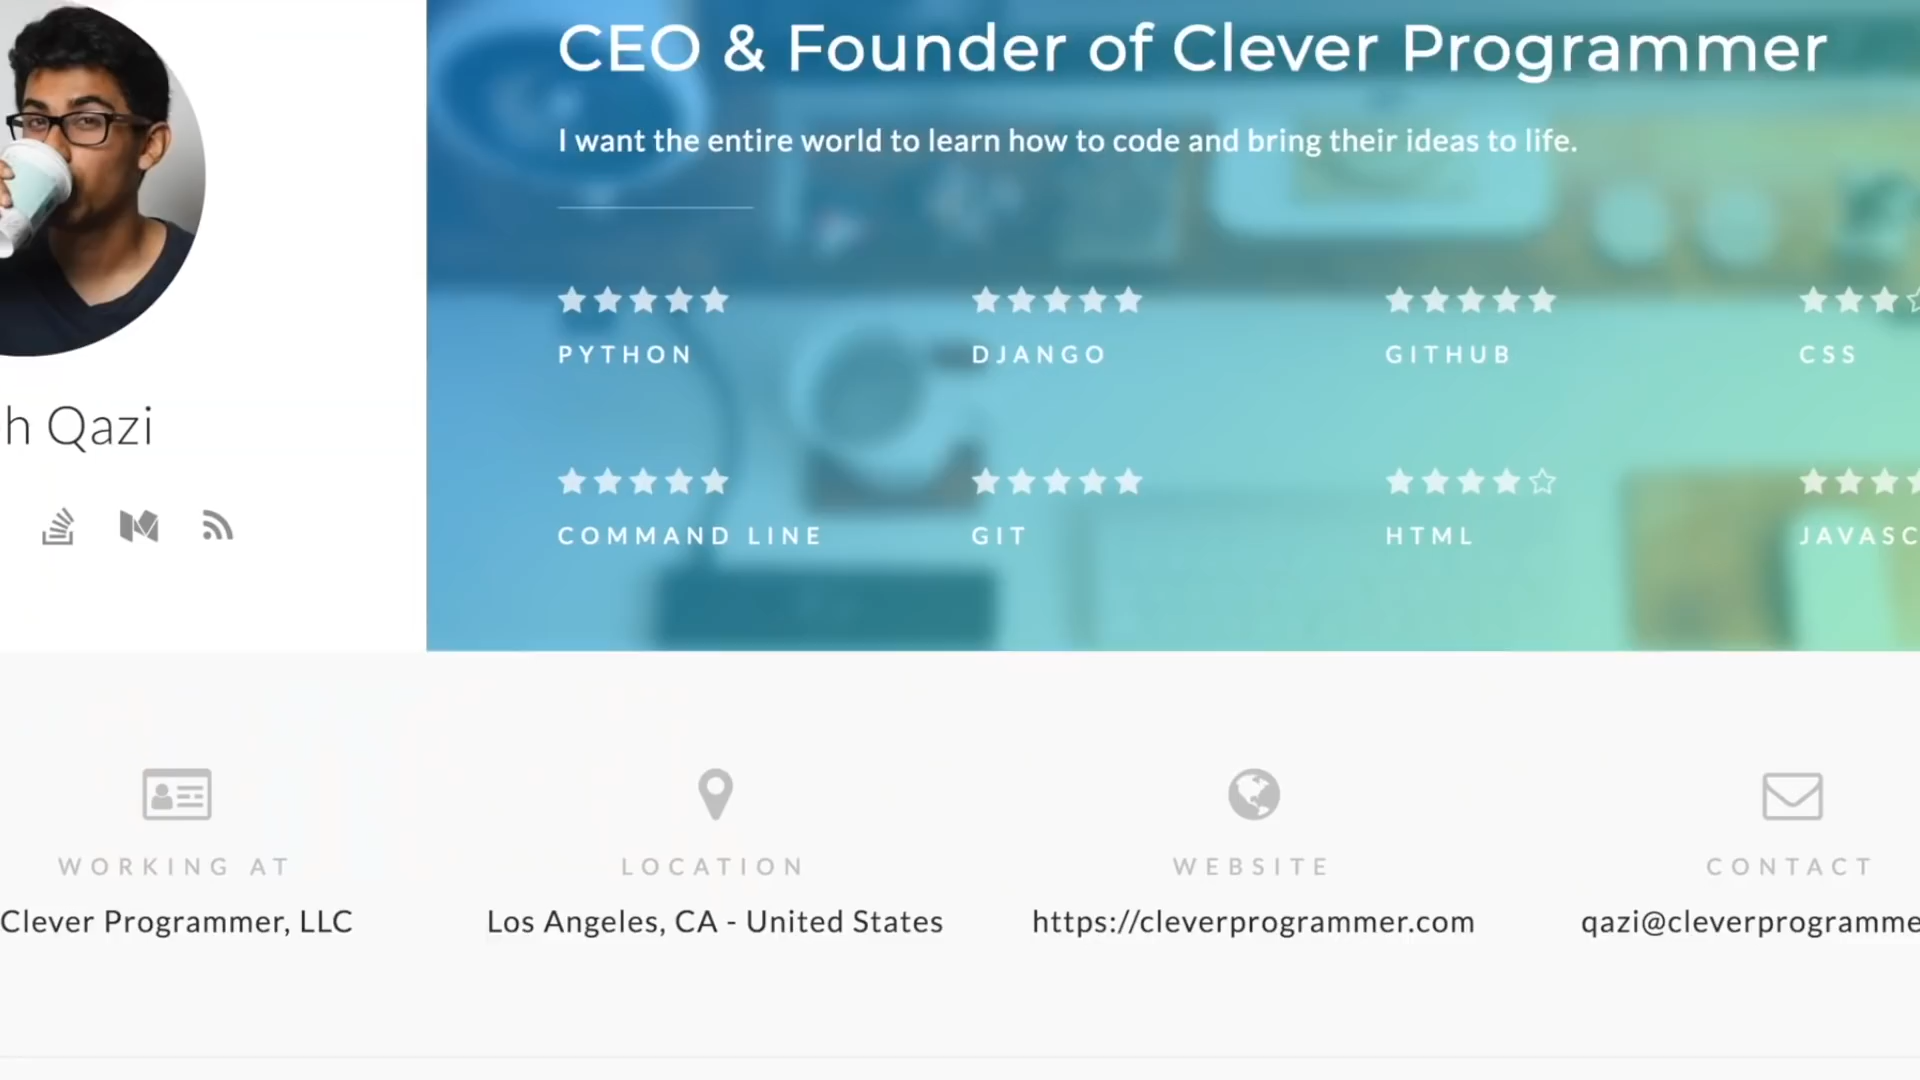 CEO & Founder of Clever Programmer
I want the entire world to learn how to code and bring their ideas to life.
PYTHON
DJANGO
GITHUB
CSS
h Qazi
COMMAND LINE
GIT
HTML
JAVASC
WORKING AT
LOCATION
WEBSITE
CONTACT
Clever Programmer, LLC
Los Angeles, CA - United States
https://cleverprogrammer.com
qazi@cleverprogramme